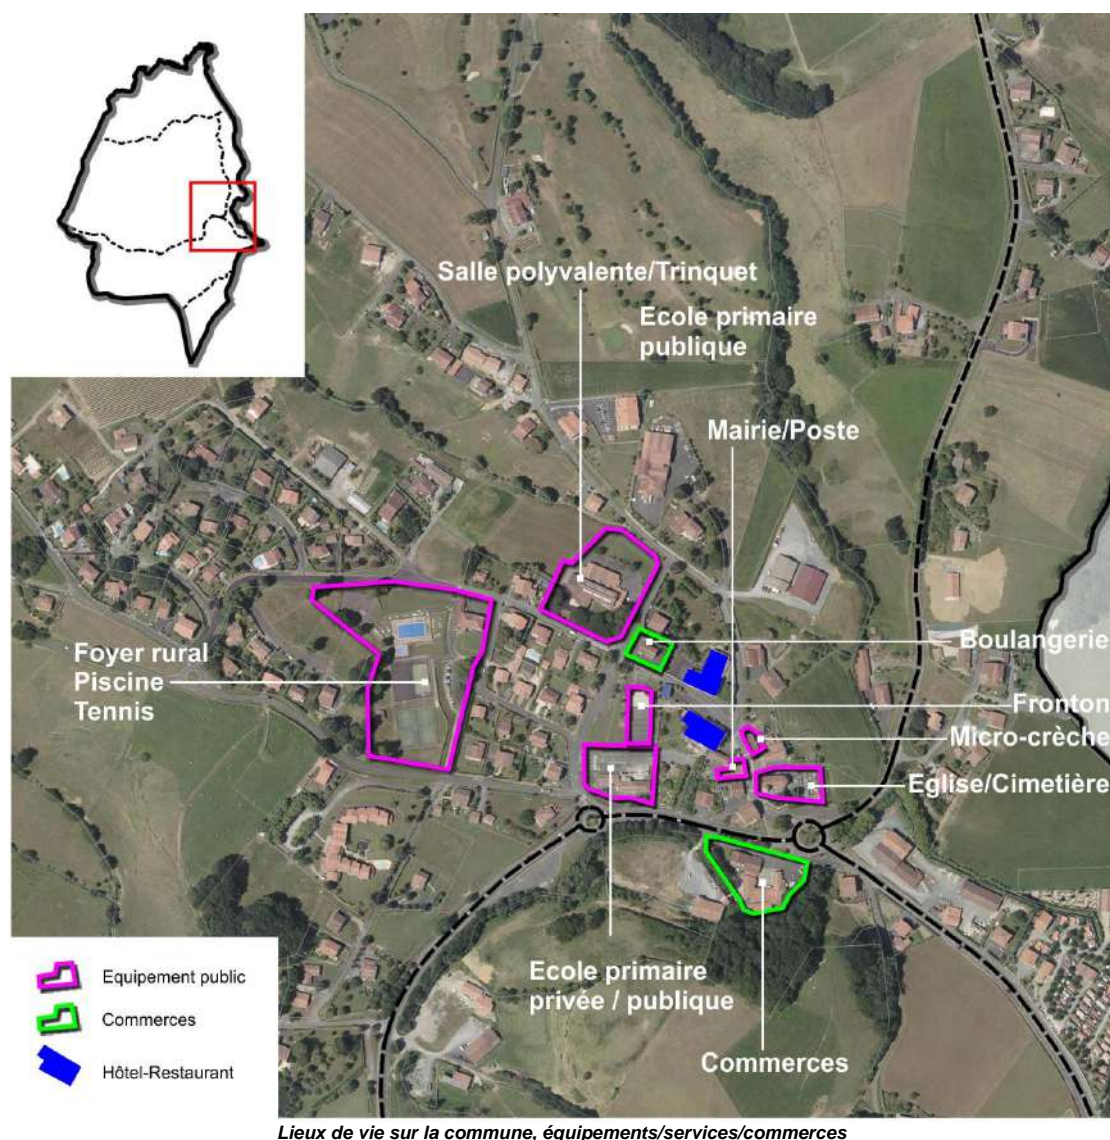 Salle polyvalente/Trinquet
Ecole primaire
publique
Mairie/Poste
Boulangerie
Foyer rural
Piscine
Tennis
Fronton
Micro-crèche
Eglise/Cimetière
Ecole primaire
privée / publique
Commerces
Equipement public
Commerces
Hôtel-Restaurant
Lieux de vie sur la commune, équipements/services/commerces